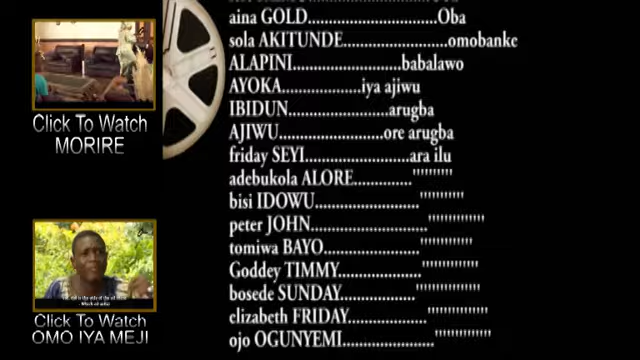 aina GOLD..............................Oba
sola AKITUNDE........................omobanke
ALAPINI..........................babalawo
AYOKA...................iya ajiwu
IBIDUN........................arugba
AJIWU.........................ore arugba
friday SEYI..........................ara ilu
adebukola ALORE.............."""""
bisi IDOWU........................""""""
peter JOHN..........................""""""""
tomiwa BAYO......................"""""""
Goddey TIMMY...................."""""""
bosede SUNDAY..................""""""""
elizabeth FRIDAY..................""""""""
ojo OGUNYEMI......................"""""""
Click To Watch
MORIRE
Click To Watch
OMO IYA MEJI